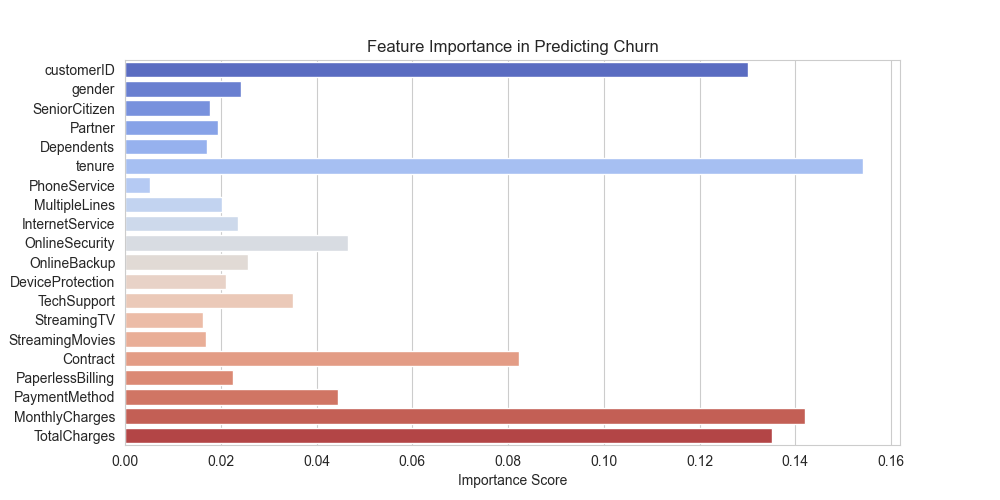 Feature Importance in Predicting Churn
customerID
gender
SeniorCitizen
Partner
Dependents
tenure
PhoneService
MultipleLines
InternetService
OnlineSecurity
OnlineBackup
DeviceProtection
TechSupport
StreamingTV
StreamingMovies
Contract
PaperlessBilling
PaymentMethod
MonthlyCharges
TotalCharges
0.00 0.02 0.04 0.06 0.08 0.10 0.12 0.14 0.16
Importance Score